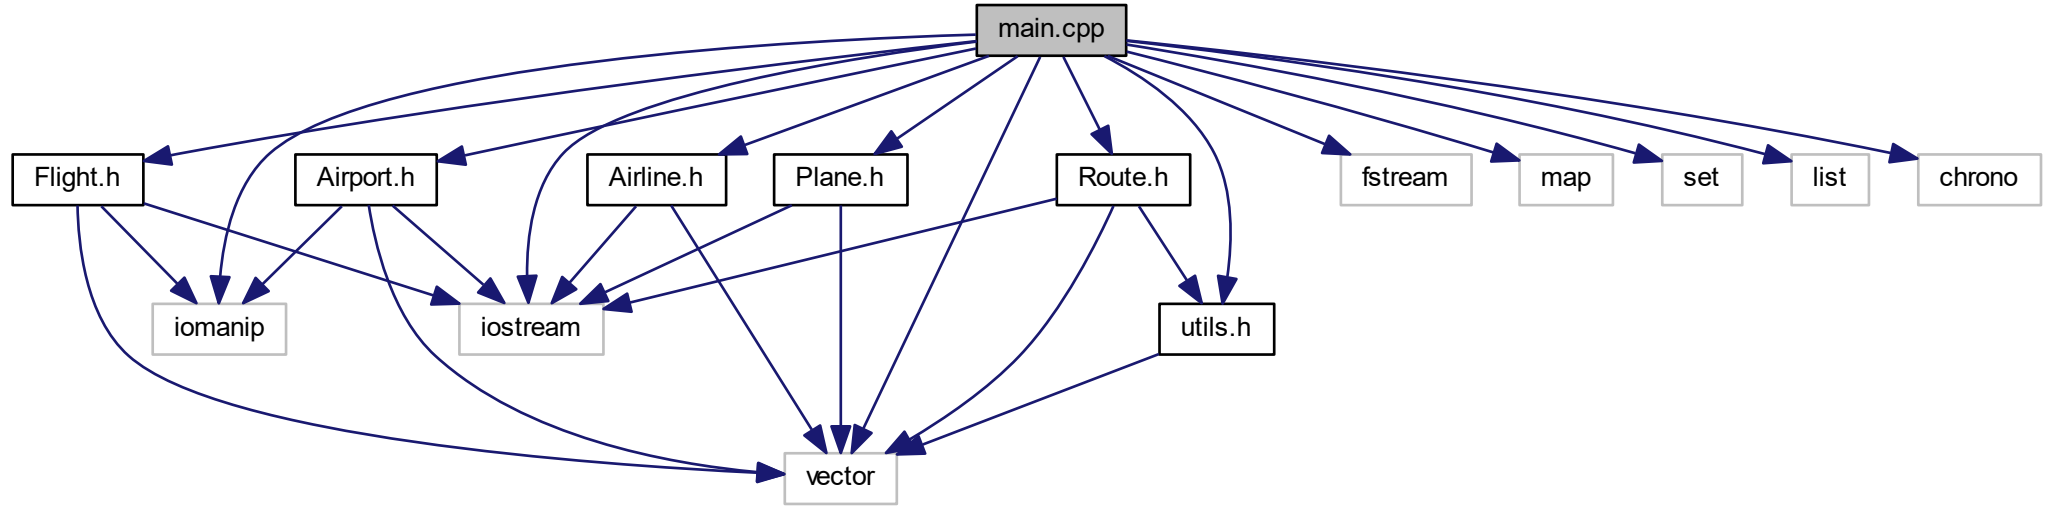 main.cpp
Flight.h
Airport.h
Airline.h
Plane.h
Route.h
fstream
map
set
list
chrono
iomanip
iostream
utils.h
vector